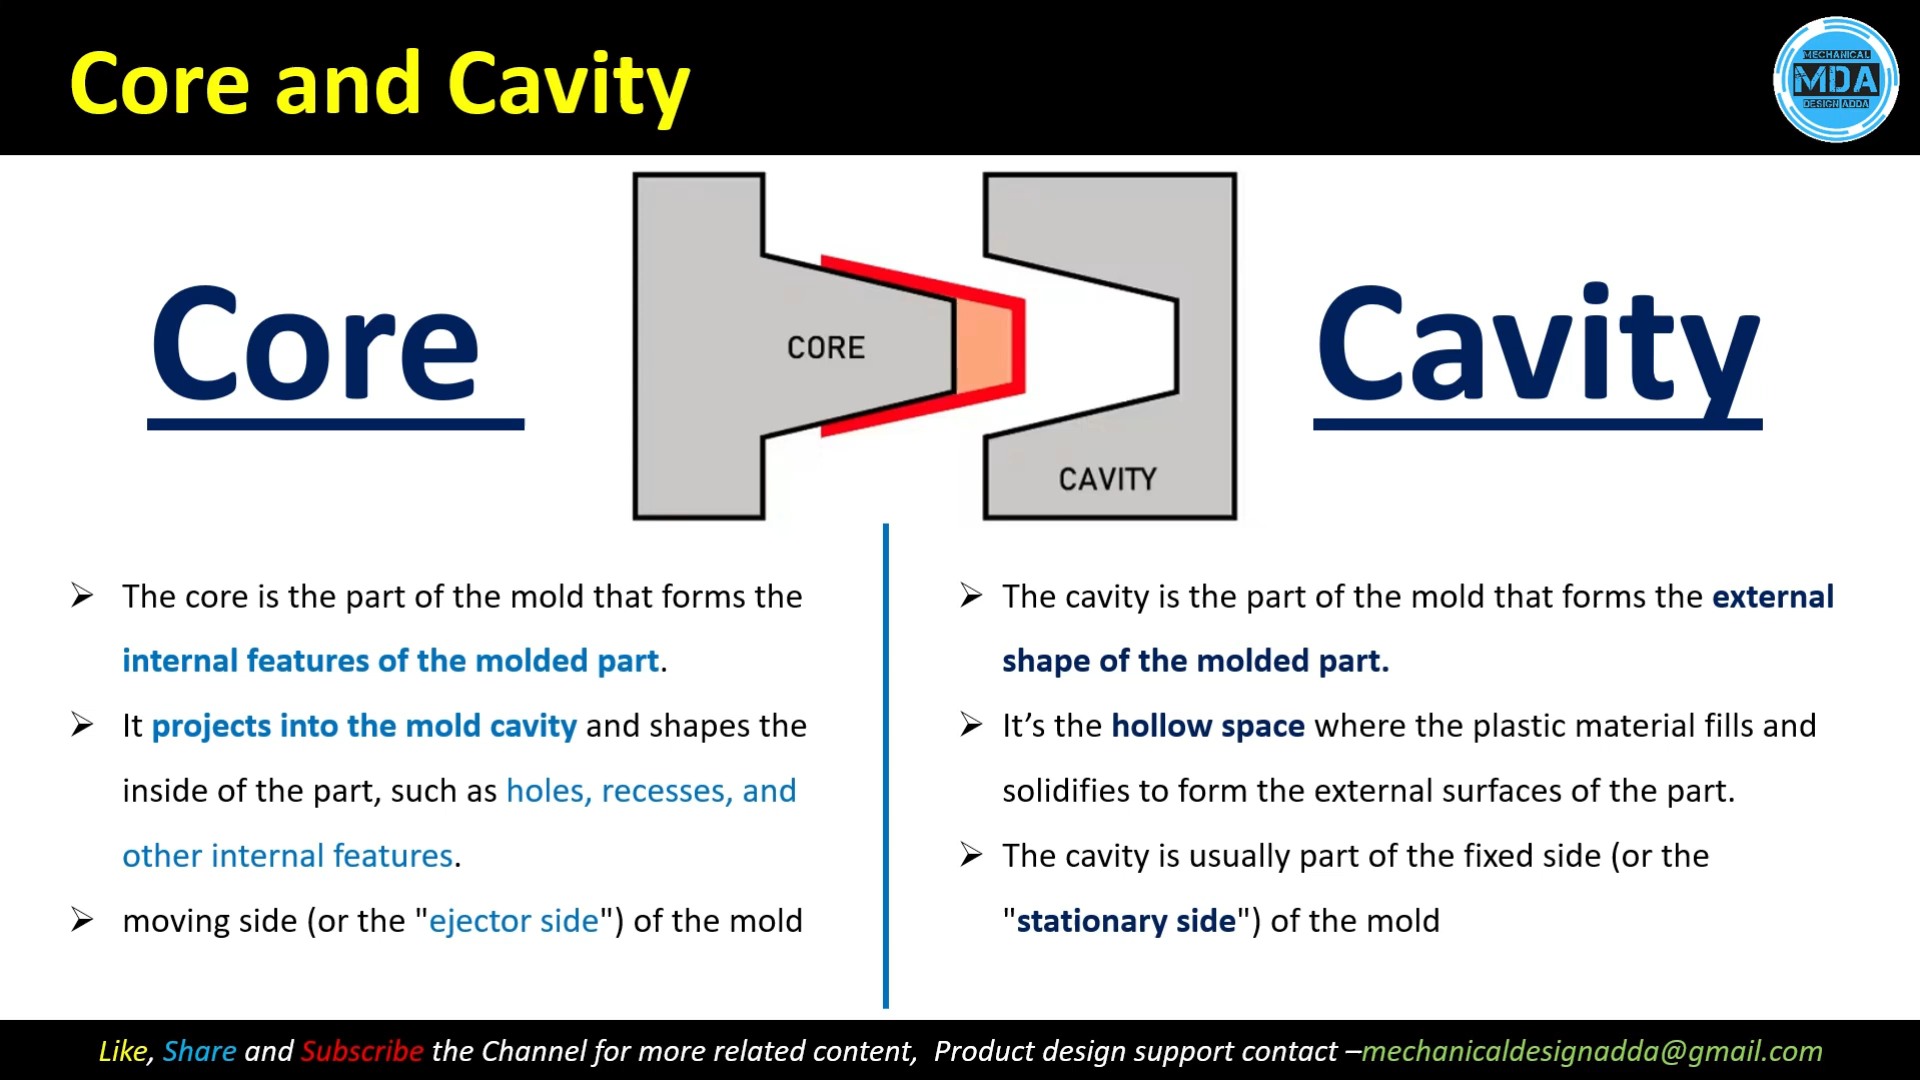 Core and Cavity
MECHANICAL
MDA
DESIGN ADDA
Core
CORE
CAVITY
Cavity
➢ The core is the part of the mold that forms the
internal features of the molded part.
➢ It projects into the mold cavity and shapes the
inside of the part, such as holes, recesses, and
other internal features.
➢ moving side (or the "ejector side") of the mold
➢ The cavity is the part of the mold that forms the external
shape of the molded part.
➢ It’s the hollow space where the plastic material fills and
solidifies to form the external surfaces of the part.
➢ The cavity is usually part of the fixed side (or the
"stationary side") of the mold
Like, Share and Subscribe the Channel for more related content,  Product design support contact –mechanicaldesignadda@gmail.com